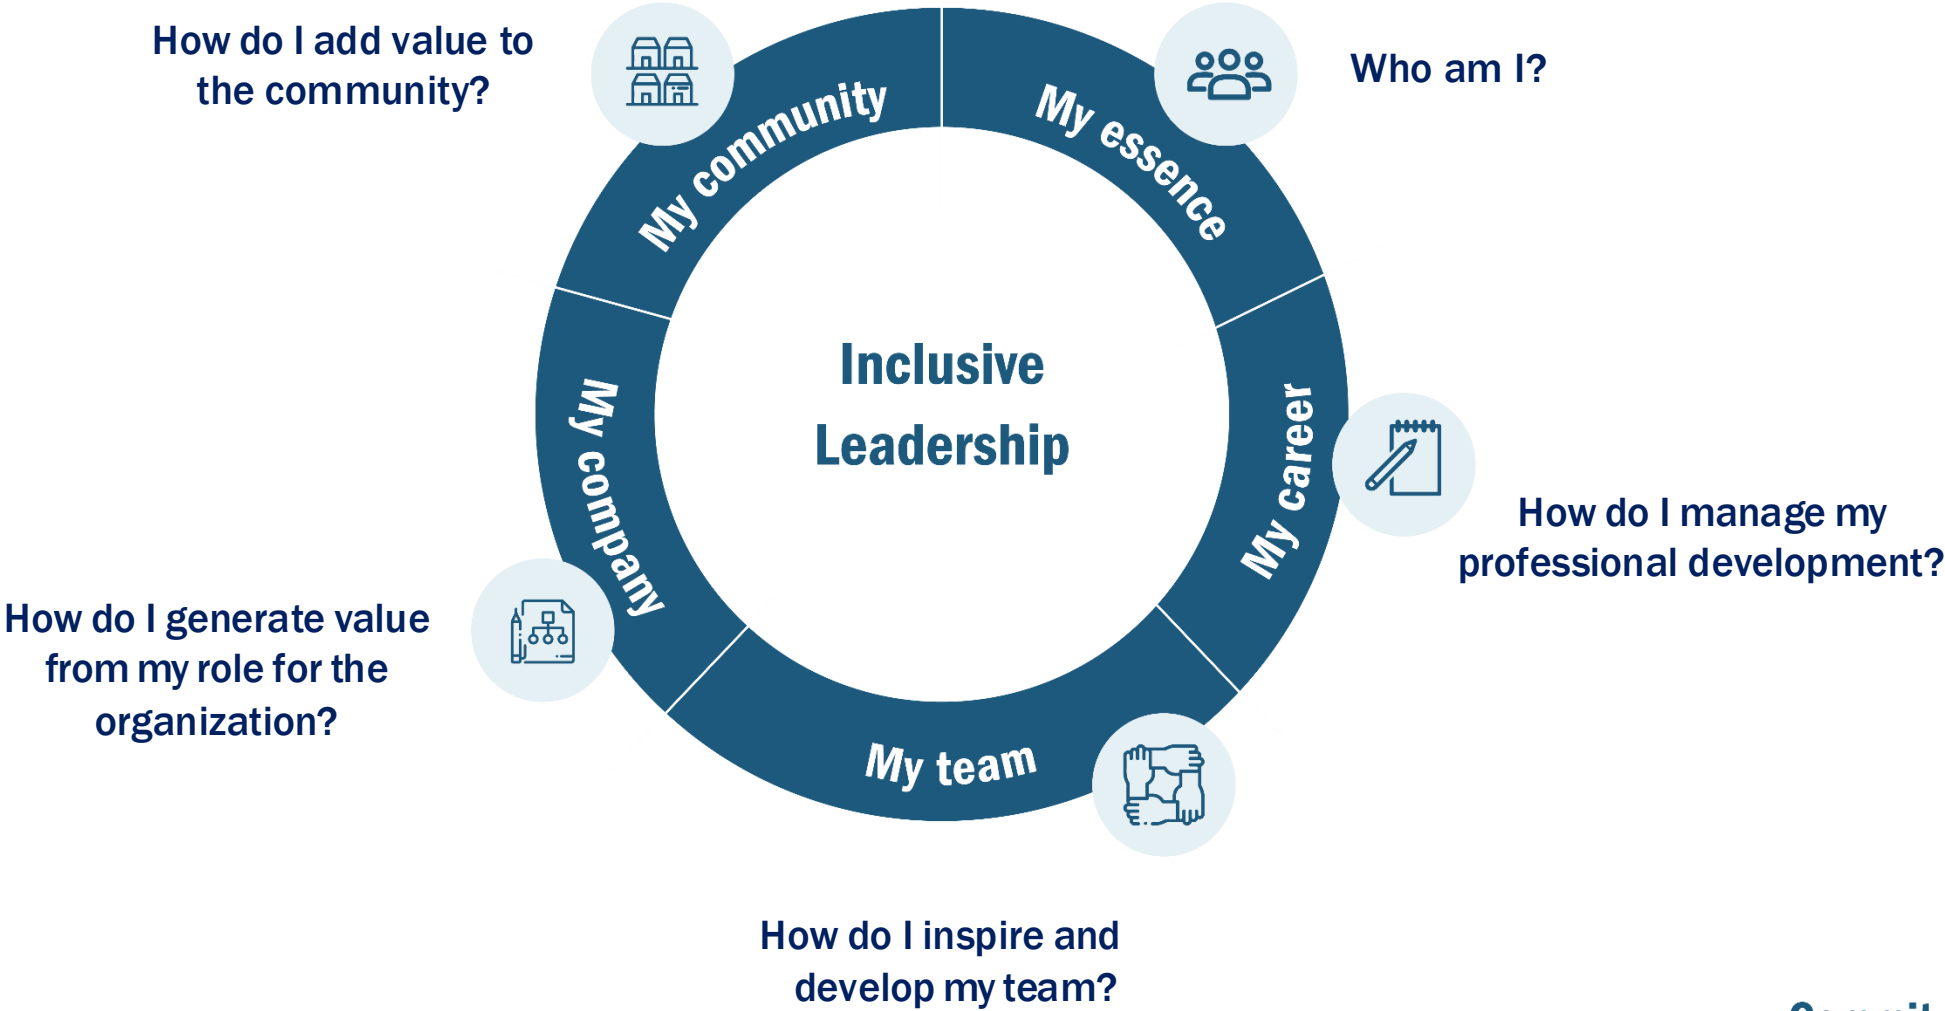 How do I add value to
the community?
Who am I?
My community
My essence
Inclusive
Leadership
My career
How do I manage my
professional development?
My company
How do I generate value
from my role for the
organization?
My team
How do I inspire and
develop my team?